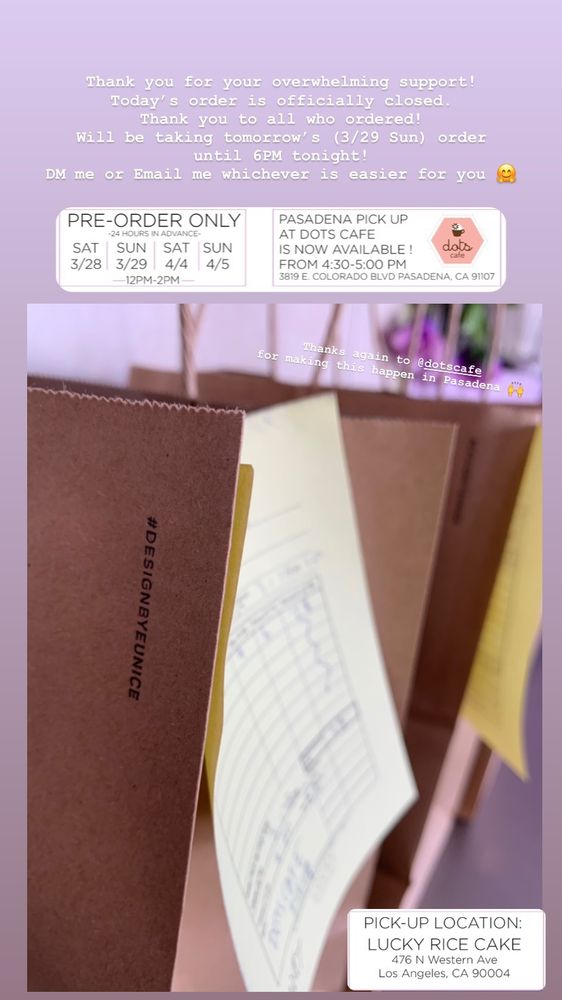 Thank you for your overwhelming support!
Today's order is officially closed.
Thank you to all who ordered!
Will be taking tomorrow's (3/29 Sun) order
until 6PM tonight!
DM me or Email me whichever is easier for you 🤗
PRE-ORDER ONLY
-24 HOURS IN ADVANCE-
SAT SUN SAT SUN
3/28 3/29 4/4 4/5
12PM-2PM
PASADENA PICK UP
AT DOTS CAFE
IS NOW AVAILABLE !
FROM 4:30-5:00 PM
3819 E. COLORADO BLVD PASADENA, CA 91107
dots
cafe
Thanks again to @dotscafe
for making this happen in Pasadena 🙌
#DESIGNBYEUNICE
PICK-UP LOCATION:
LUCKY RICE CAKE
476 N Western Ave
Los Angeles, CA 90004